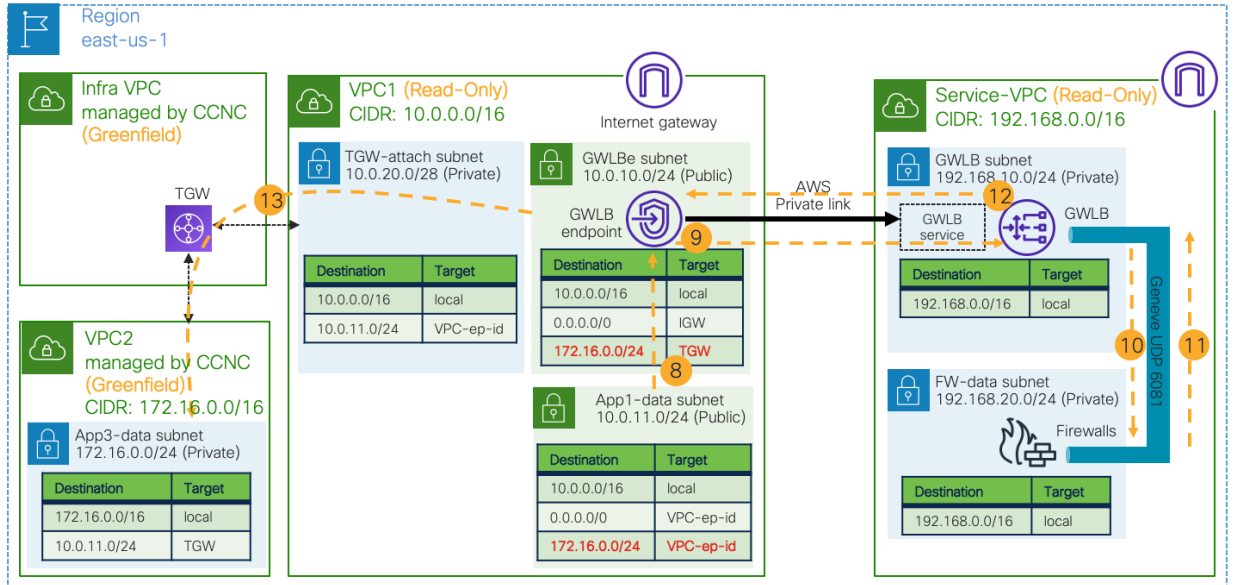 Region
east-us-1
Infra VPC
managed by CCNC
(Greenfield)
TGW
13
VPC2
managed by CCNC
(Greenfield)
CIDR: 172.16.0.0/16
App3-data subnet
172.16.0.0/24 (Private)
Destination Target
172.16.0.0/16 local
10.0.11.0/24 TGW
VPC1 (Read-Only)
CIDR: 10.0.0.0/16
Internet gateway
TGW-attach subnet
10.0.20.0/28 (Private)
Destination Target
10.0.0.0/16 local
10.0.11.0/24 VPC-ep-id
GWLBe subnet
10.0.10.0/24 (Public)
GWLB
endpoint
9
Destination Target
10.0.0.0/16 local
0.0.0.0/0 IGW
172.16.0.0/24 TGW
8
App1-data subnet
10.0.11.0/24 (Public)
Destination Target
10.0.0.0/16 local
0.0.0.0/0 VPC-ep-id
172.16.0.0/24 VPC-ep-id
AWS
Private link
Service-VPC (Read-Only)
CIDR: 192.168.0.0/16
GWLB subnet
192.168.10.0/24 (Private)
12
GWLB
service
GWLB
Destination Target
192.168.0.0/16 local
Geneve UDP 6081
10
11
FW-data subnet
192.168.20.0/24 (Private)
Firewalls
Destination Target
192.168.0.0/16 local